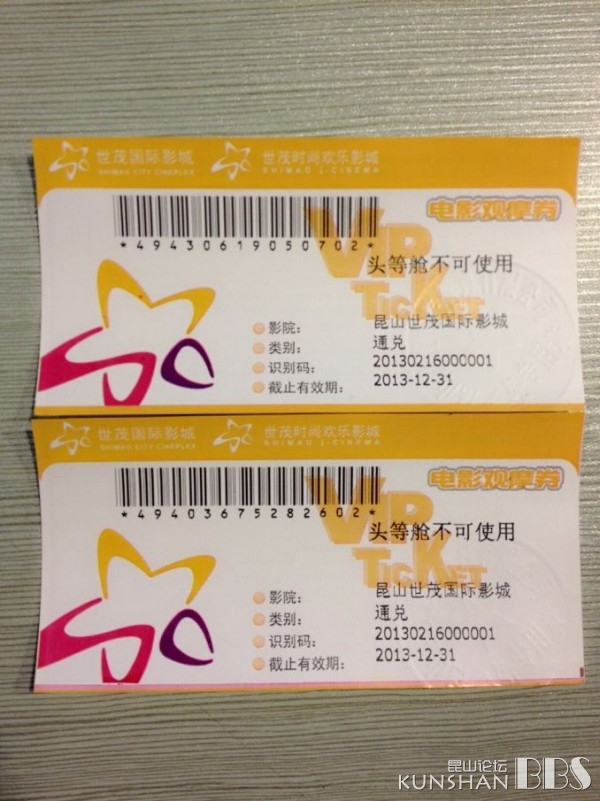 世茂国际影城 世茂时尚欢乐影城
SHIMAO CITY CINEPLEX SHIMAO J-CINEMA
电影观摩券
*494306190507 02*
VIP TICKET
头等舱不可使用
影院: 昆山世茂国际影城
类别: 通兑
识别码: 20130216000001
截止有效期: 2013-12-31
世茂国际影城 世茂时尚欢乐影城
SHIMAO CITY CINEPLEX SHIMAO J-CINEMA
电影观摩券
*49403675282602*
VIP TICKET
头等舱不可使用
影院: 昆山世茂国际影城
类别: 通兑
识别码: 20130216000001
截止有效期: 2013-12-31
昆山论坛
KUNSHAN BBS